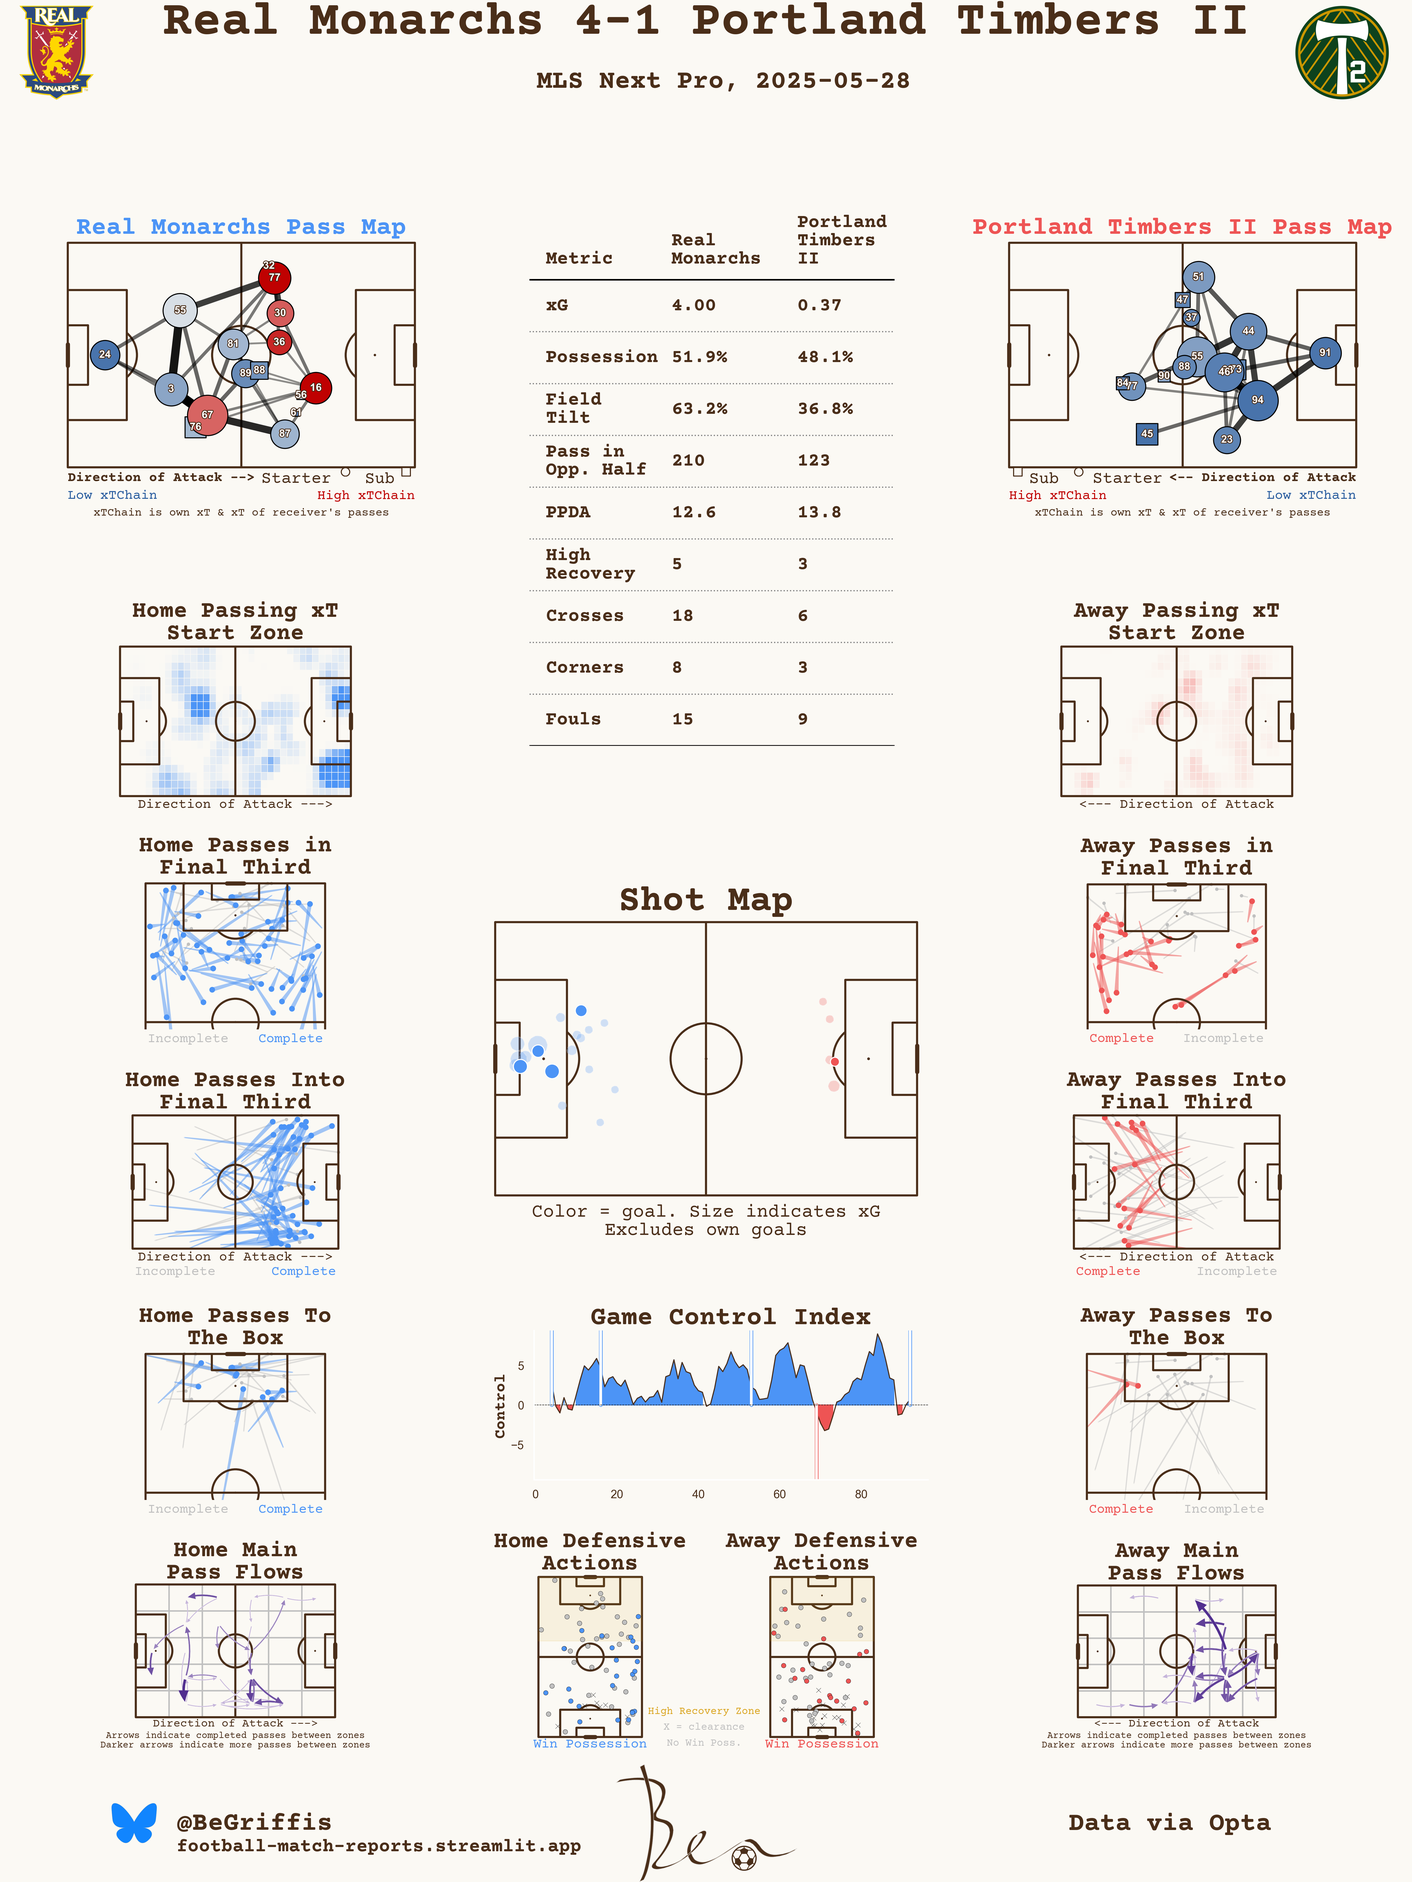 Real Monarchs 4-1 Portland Timbers II
MLS Next Pro, 2025-05-28
REAL
MONARCHS
2
Real Monarchs Pass Map
32
77
55
30
36
81
24
89
88
3
16
56
67
61
76
87
Direction of Attack --> Starter Sub
Low xTChain High xTChain
xTChain is own xT & xT of receiver's passes
Metric Real Monarchs Portland Timbers II
xG 4.00 0.37
Possession 51.9% 48.1%
Field Tilt 63.2% 36.8%
Pass in Opp. Half 210 123
PPDA 12.6 13.8
High Recovery 5 3
Crosses 18 6
Corners 8 3
Fouls 15 9
Portland Timbers II Pass Map
51
47
37
44
55
91
88
46
73
90
84
77
94
45
23
Sub Starter <-- Direction of Attack
High xTChain Low xTChain
xTChain is own xT & xT of receiver's passes
Home Passing xT
Start Zone
Direction of Attack --->
Away Passing xT
Start Zone
<--- Direction of Attack
Home Passes in
Final Third
Incomplete Complete
Away Passes in
Final Third
Complete Incomplete
Shot Map
Color = goal. Size indicates xG
Excludes own goals
Home Passes Into
Final Third
Direction of Attack --->
Incomplete Complete
Away Passes Into
Final Third
<--- Direction of Attack
Complete Incomplete
Home Passes To
The Box
Incomplete Complete
Game Control Index
Control
5
0
−5
0 20 40 60 80
Away Passes To
The Box
Complete Incomplete
Home Main
Pass Flows
Direction of Attack --->
Arrows indicate completed passes between zones
Darker arrows indicate more passes between zones
Home Defensive
Actions
Win Possession
High Recovery Zone
X = clearance
No Win Poss.
Away Defensive
Actions
Win Possession
Away Main
Pass Flows
<--- Direction of Attack
Arrows indicate completed passes between zones
Darker arrows indicate more passes between zones
@BeGriffis
football-match-reports.streamlit.app
Ben
Data via Opta